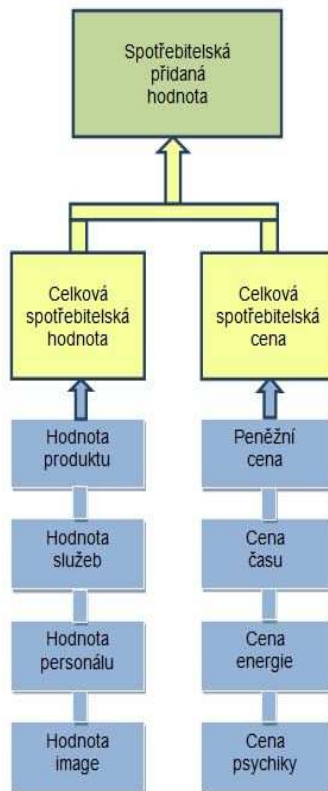 Spotřebitelská
přidaná
hodnota
Celková
spotřebitelská
hodnota
Celková
spotřebitelská
cena
Hodnota
produktu
Peněžní
cena
Hodnota
služeb
Cena
času
Hodnota
personálu
Cena
energie
Hodnota
image
Cena
psychiky